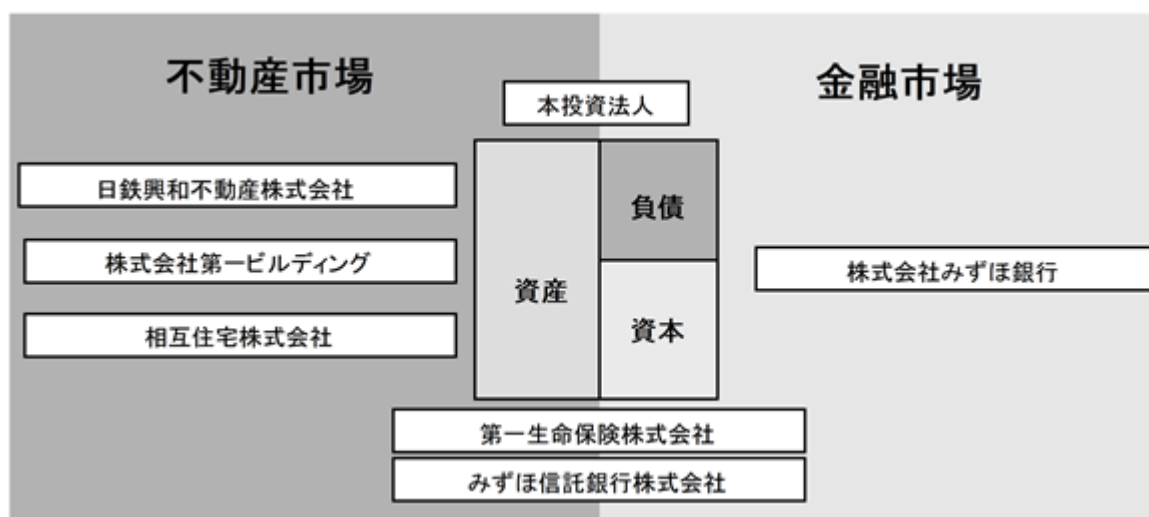 不動産市場
金融市場
本投資法人
日鉄興和不動産株式会社
株式会社第一ビルディング
相互住宅株式会社
資産
負債
資本
株式会社みずほ銀行
第一生命保険株式会社
みずほ信託銀行株式会社